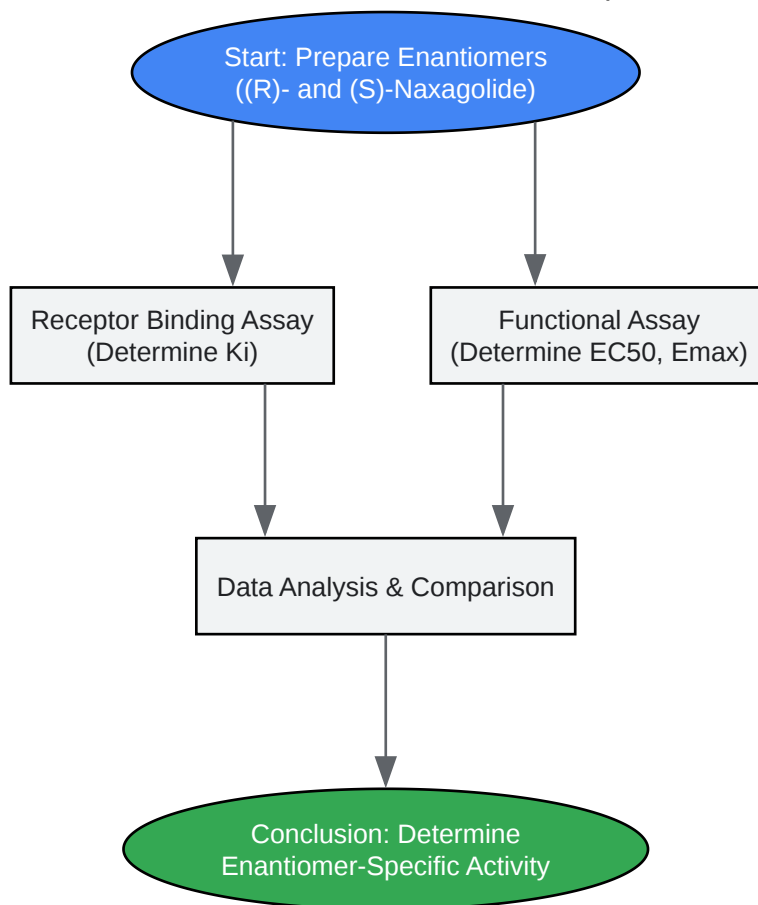 Start: Prepare Enantiomers
((R)- and (S)-Naxagolide)
Receptor Binding Assay
(Determine Ki)
Functional Assay
(Determine EC50, Emax)
Data Analysis & Comparison
Conclusion: Determine
Enantiomer-Specific Activity